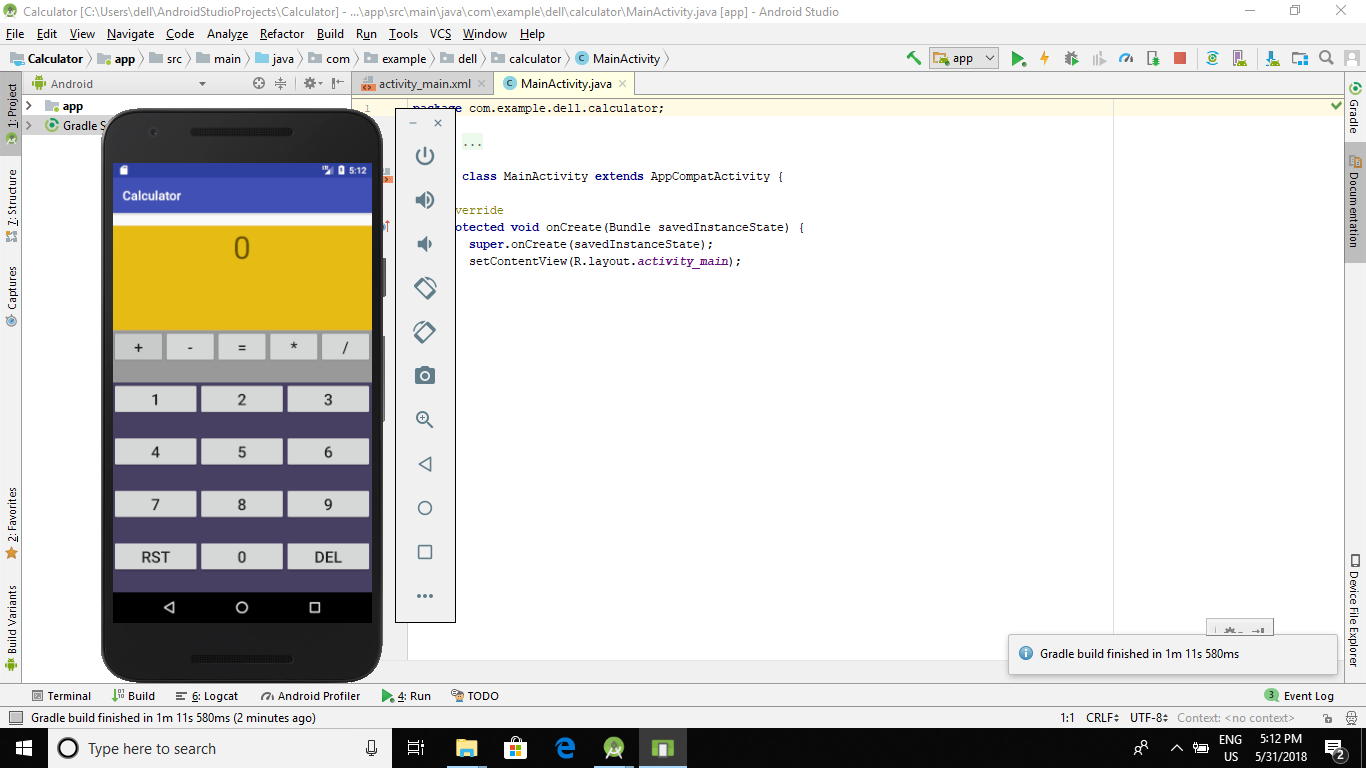 Calculator [C:\Users\dell\AndroidStudioProjects\Calculator] - ...\app\src\main\java\com\example\dell\calculator\MainActivity.java [app] - Android Studio
File Edit View Navigate Code Analyze Refactor Build Run Tools VCS Window Help
Calculator app src main java com example dell calculator MainActivity app
Android activity_main.xml MainActivity.java
1: Project
7: Structure
Captures
2: Favorites
Build Variants
app
Gradle S
5:12
Calculator
0
+ - = * /
1 2 3
4 5 6
7 8 9
RST 0 DEL
1 package com.example.dell.calculator;
...
class MainActivity extends AppCompatActivity {
verride
otected void onCreate(Bundle savedInstanceState) {
super.onCreate(savedInstanceState);
setContentView(R.layout.activity_main);
Gradle
Documentation
Device File Explorer
Gradle build finished in 1m 11s 580ms
Terminal Build 6: Logcat Android Profiler 4: Run TODO 3 Event Log
Gradle build finished in 1m 11s 580ms (2 minutes ago) 1:1 CRLF UTF-8 Context: <no context>
Type here to search
ENG
US
5:12 PM
5/31/2018
2